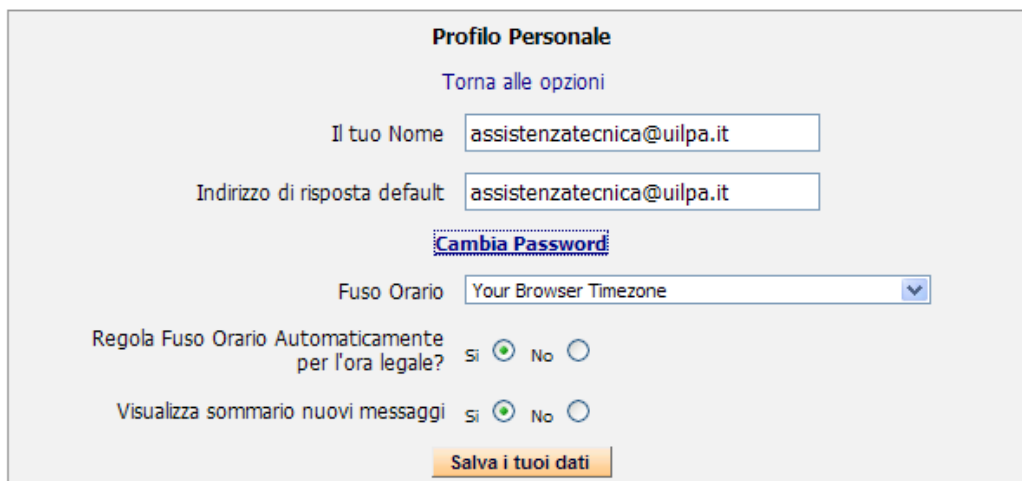 Profilo Personale
Torna alle opzioni
Il tuo Nome assistenzatecnica@uilpa.it
Indirizzo di risposta default assistenzatecnica@uilpa.it
Cambia Password
Fuso Orario Your Browser Timezone
Regola Fuso Orario Automaticamente
per l'ora legale? Si No
Visualizza sommario nuovi messaggi Si No
Salva i tuoi dati